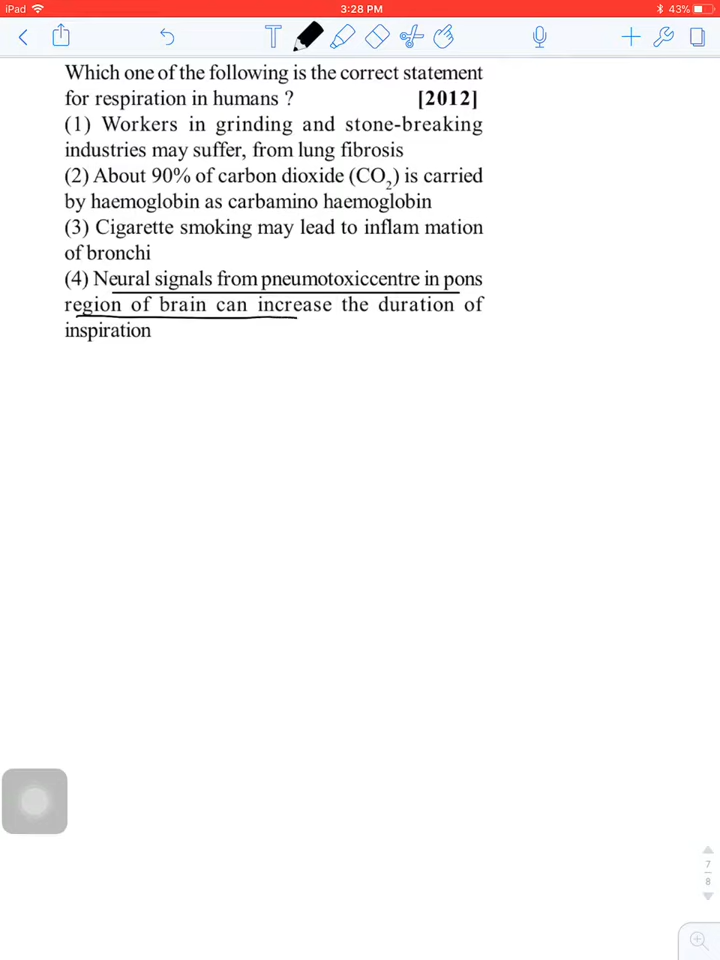 iPad
3:28 PM
43%
T
Which one of the following is the correct statement
for respiration in humans ? [2012]
(1) Workers in grinding and stone-breaking
industries may suffer, from lung fibrosis
(2) About 90% of carbon dioxide (CO₂) is carried
by haemoglobin as carbamino haemoglobin
(3) Cigarette smoking may lead to inflam mation
of bronchi
(4) Neural signals from pneumotoxiccentre in pons
region of brain can increase the duration of
inspiration
7
8